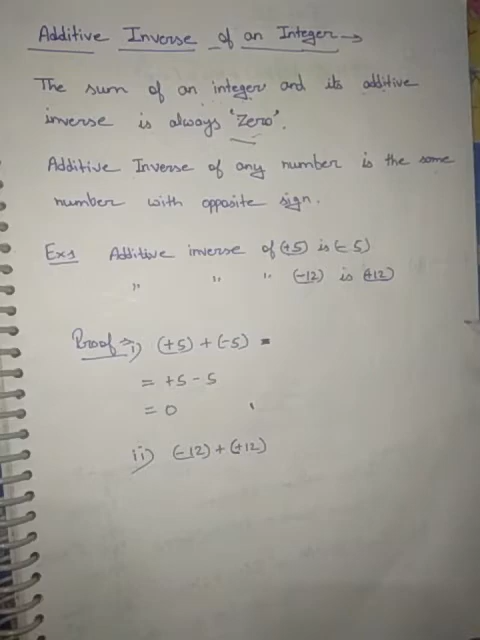 Additive Inverse of an Integer →
The sum of an integer and its additive
inverse is always 'Zero'.
Additive Inverse of any number is the same
number with opposite sign.
Exs Additive inverse of (+5) is (-5)
" " " (-12) is (+12)
Proof → i) (+5) + (-5) =
= +5 - 5
= 0
ii) (-12) + (+12)